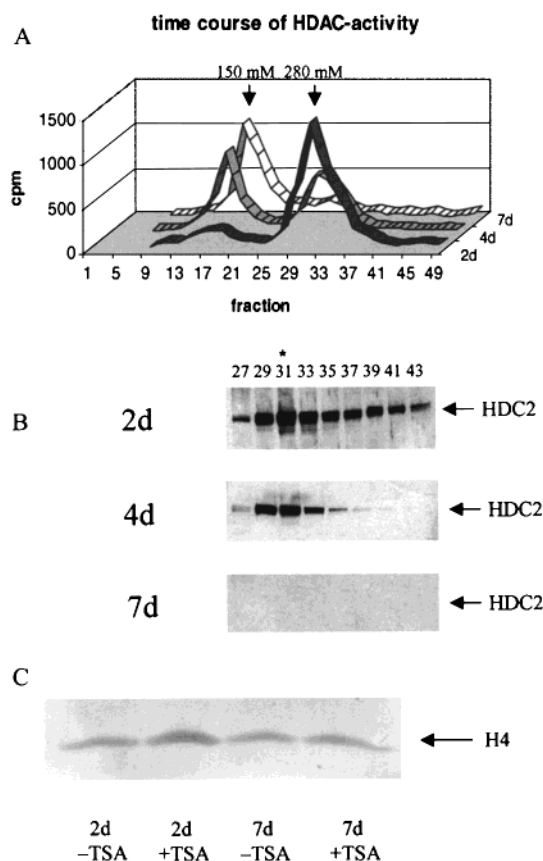 A
time course of HDAC-activity
150 mM 280 mM
1500
1000
500
0
cpm
7d
4d
2d
1 5 9 13 17 21 25 29 33 37 41 45 49
fraction
*
27 29 31 33 35 37 39 41 43
B
2d
HDC2
4d
HDC2
7d
HDC2
C
H4
2d 2d 7d 7d
–TSA +TSA –TSA +TSA